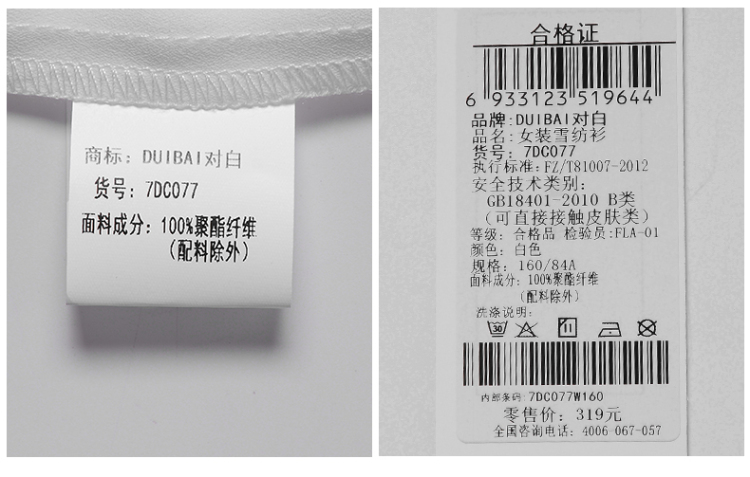 商标：DUIBAI对白
货号：7DC077
面料成分：100%聚酯纤维
（配料除外）
合格证
6 933123 519644
品牌:DUIBAI对白
品名:女装雪纺衫
货号：7DC077
执行标准:FZ/T81007-2012
安全技术类别:
GB18401-2010 B类
（可直接接触皮肤类）
等级：合格品 检验员:FLA-01
颜色：白色
规格：160/84A
面料成分：100%聚酯纤维
（配料除外）
洗涤说明：
30
内部条码:7DC077W160
零售价：319元
全国咨询电话：4006-067-057